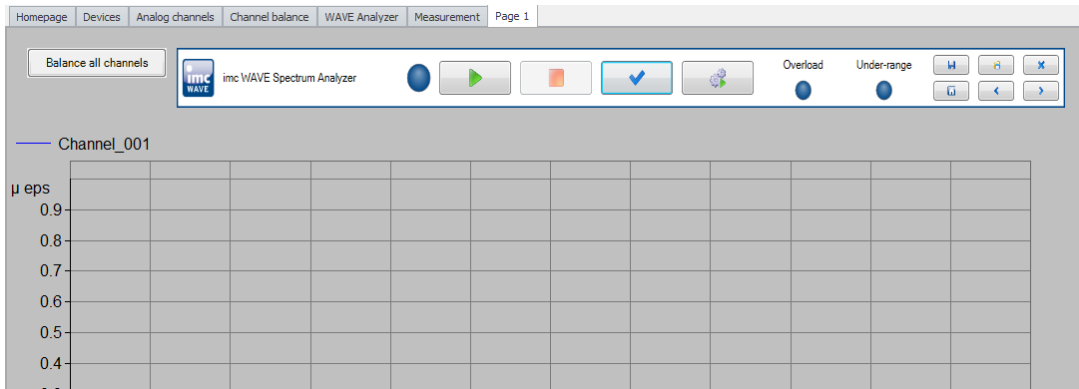 Homepage Devices Analog channels Channel balance WAVE Analyzer Measurement Page 1
Balance all channels
imc WAVE
imc WAVE Spectrum Analyzer
Overload
Under-range
Channel_001
µ eps
0.9
0.8
0.7
0.6
0.5
0.4